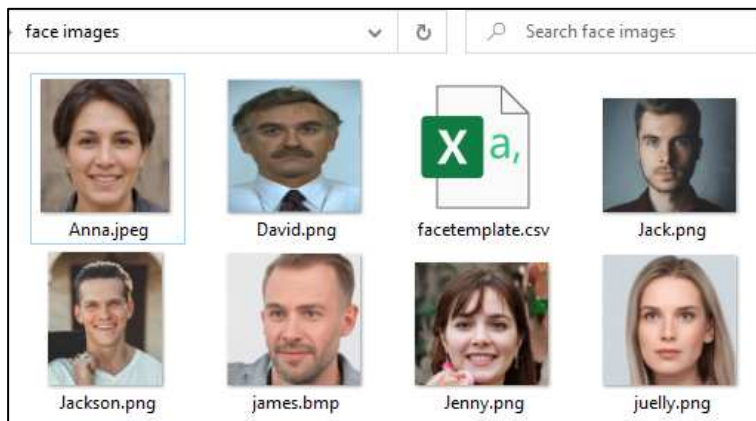 face images
Search face images
a,
X
Anna.jpeg
David.png
facetemplate.csv
Jack.png
Jackson.png
james.bmp
Jenny.png
juelly.png